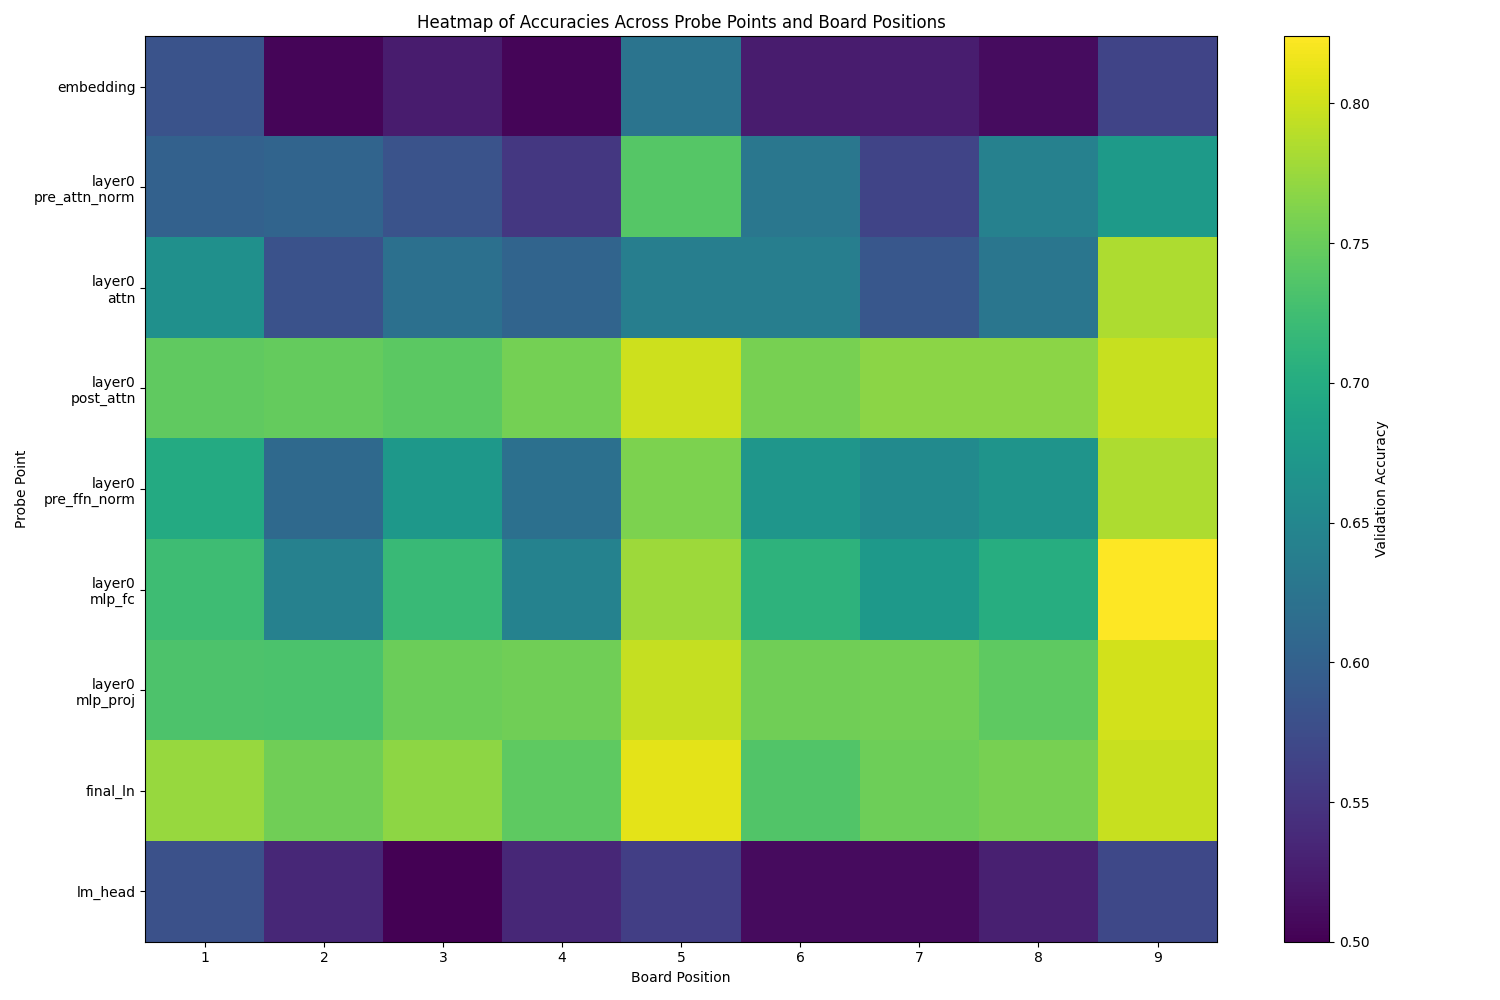 Heatmap of Accuracies Across Probe Points and Board Positions
embedding
layer0
pre_attn_norm
layer0
attn
layer0
post_attn
layer0
pre_ffn_norm
layer0
mlp_fc
layer0
mlp_proj
final_ln
lm_head
Probe Point
1 2 3 4 5 6 7 8 9
Board Position
0.80
0.75
0.70
0.65
0.60
0.55
0.50
Validation Accuracy